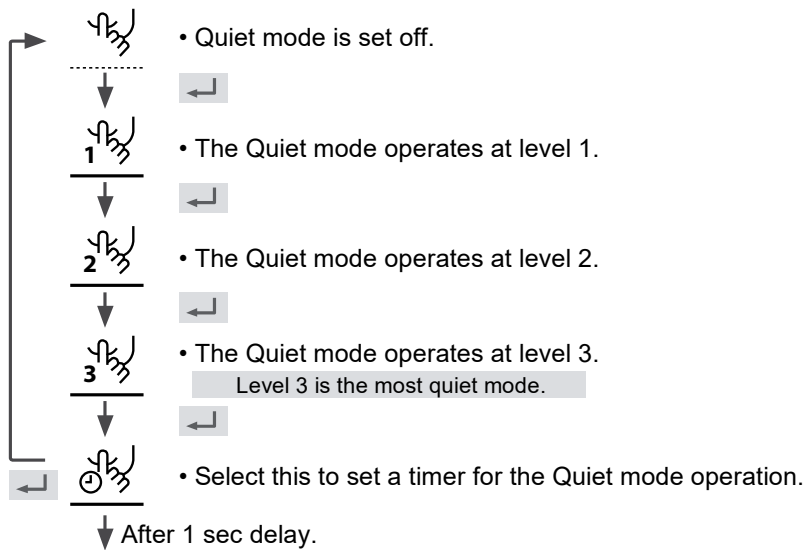 • Quiet mode is set off.
1
• The Quiet mode operates at level 1.
2
• The Quiet mode operates at level 2.
3
• The Quiet mode operates at level 3.
Level 3 is the most quiet mode.
• Select this to set a timer for the Quiet mode operation.
After 1 sec delay.